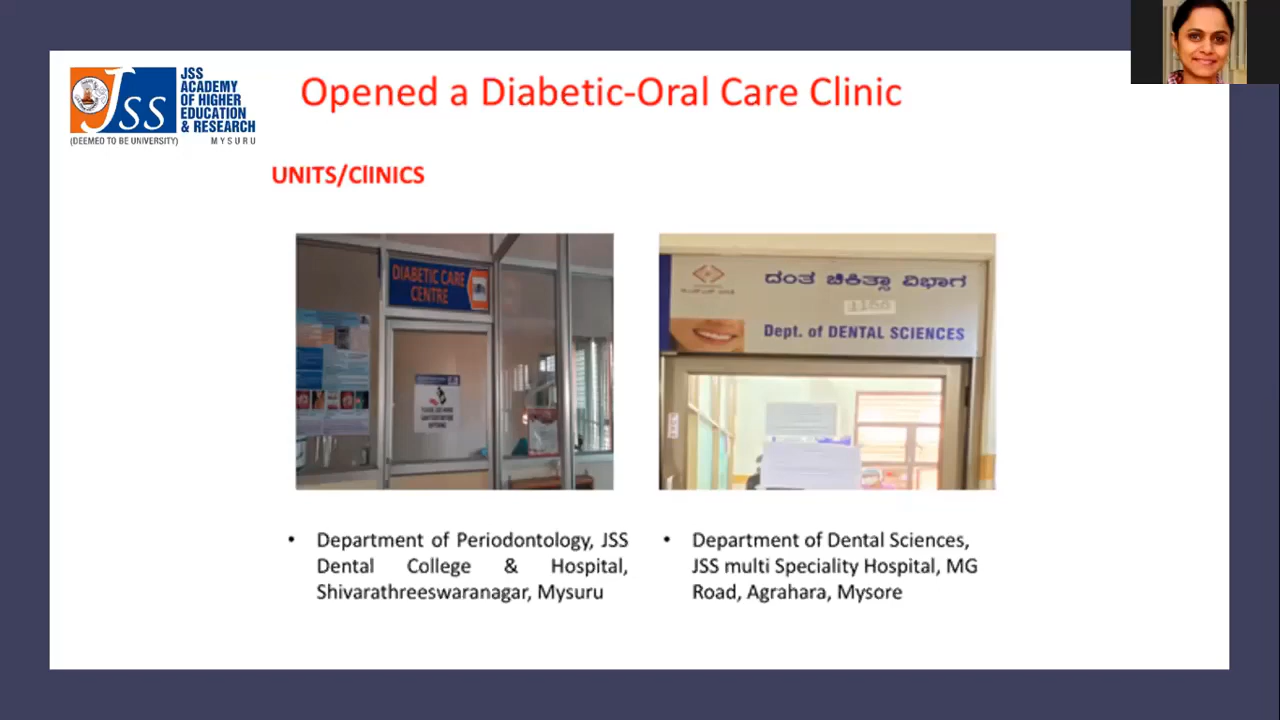 JSS
JSS
ACADEMY
OF HIGHER
EDUCATION
& RESEARCH
(DEEMED TO BE UNIVERSITY) MYSURU
Opened a Diabetic-Oral Care Clinic
UNITS/ClINICS
DIABETIC CARE
CENTRE
ದಂತ ಚಿಕಿತ್ಸಾ ವಿಭಾಗ
Dept. of DENTAL SCIENCES
• Department of Periodontology, JSS
Dental College & Hospital,
Shivarathreeswaranagar, Mysuru
• Department of Dental Sciences,
JSS multi Speciality Hospital, MG
Road, Agrahara, Mysore